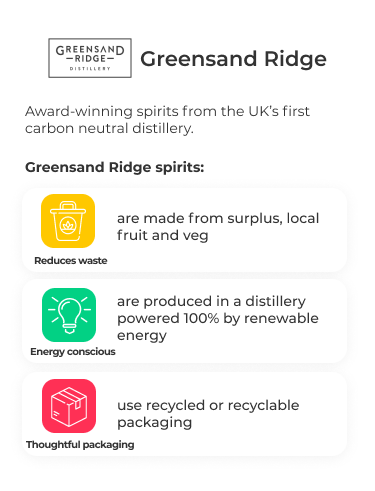 GREENSAND
RIDGE
DISTILLERY
Greensand Ridge
Award-winning spirits from the UK's first
carbon neutral distillery.
Greensand Ridge spirits:
are made from surplus, local
fruit and veg
Reduces waste
are produced in a distillery
powered 100% by renewable
energy
Energy conscious
use recycled or recyclable
packaging
Thoughtful packaging